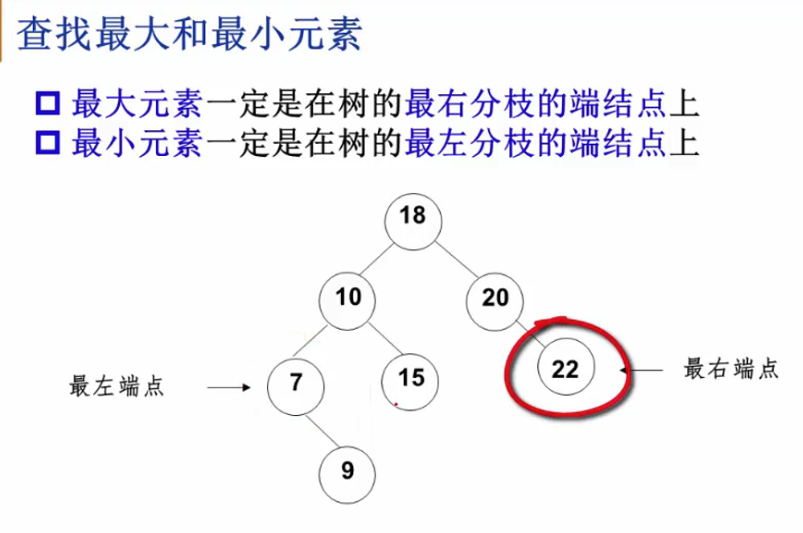 查找最大和最小元素
最大元素一定是在树的最右分枝的端结点上
最小元素一定是在树的最左分枝的端结点上
18
10
20
最左端点
7
15
22
最右端点
9